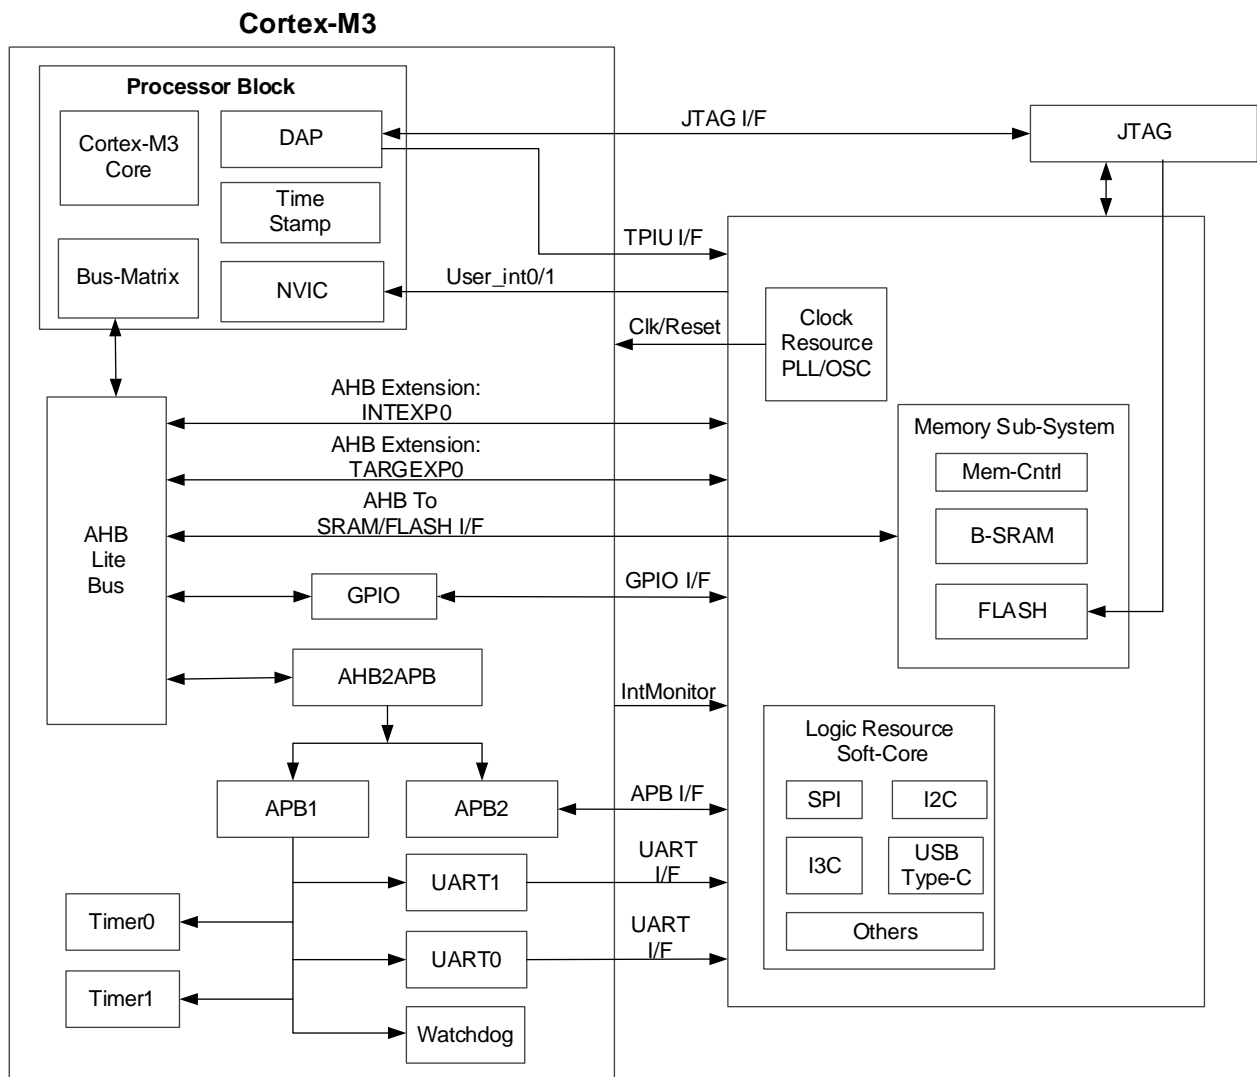 Cortex-M3
Processor Block
Cortex-M3
Core
DAP
Time
Stamp
Bus-Matrix
NVIC
JTAG I/F
JTAG
TPIU I/F
User_int0/1
Clk/Reset
Clock
Resource
PLL/OSC
AHB Extension:
INTEXP0
AHB Extension:
TARGEXP0
AHB To
SRAM/FLASH I/F
AHB
Lite
Bus
GPIO
GPIO I/F
Memory Sub-System
Mem-Cntrl
B-SRAM
FLASH
AHB2APB
IntMonitor
Logic Resource
Soft-Core
SPI
I2C
I3C
USB
Type-C
Others
APB1
APB2
APB I/F
UART1
UART
I/F
Timer0
UART0
UART
I/F
Timer1
Watchdog